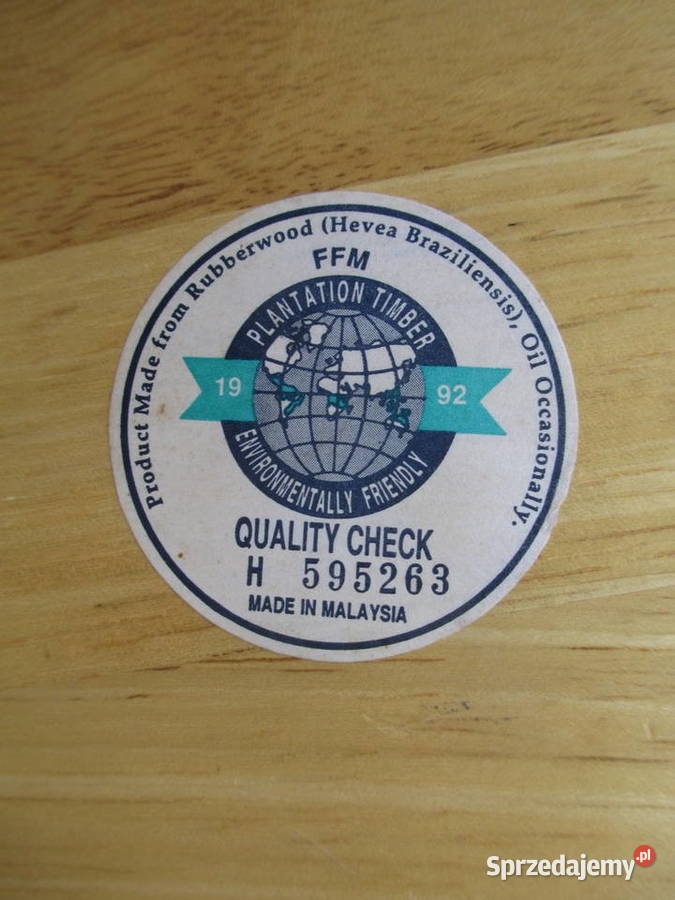 Product Made from Rubberwood (Hevea Braziliensis), Oil Occasionally.
FFM
PLANTATION TIMBER
19 92
ENVIRONMENTALLY FRIENDLY
QUALITY CHECK
H 595263
MADE IN MALAYSIA
Sprzedajemy.pl